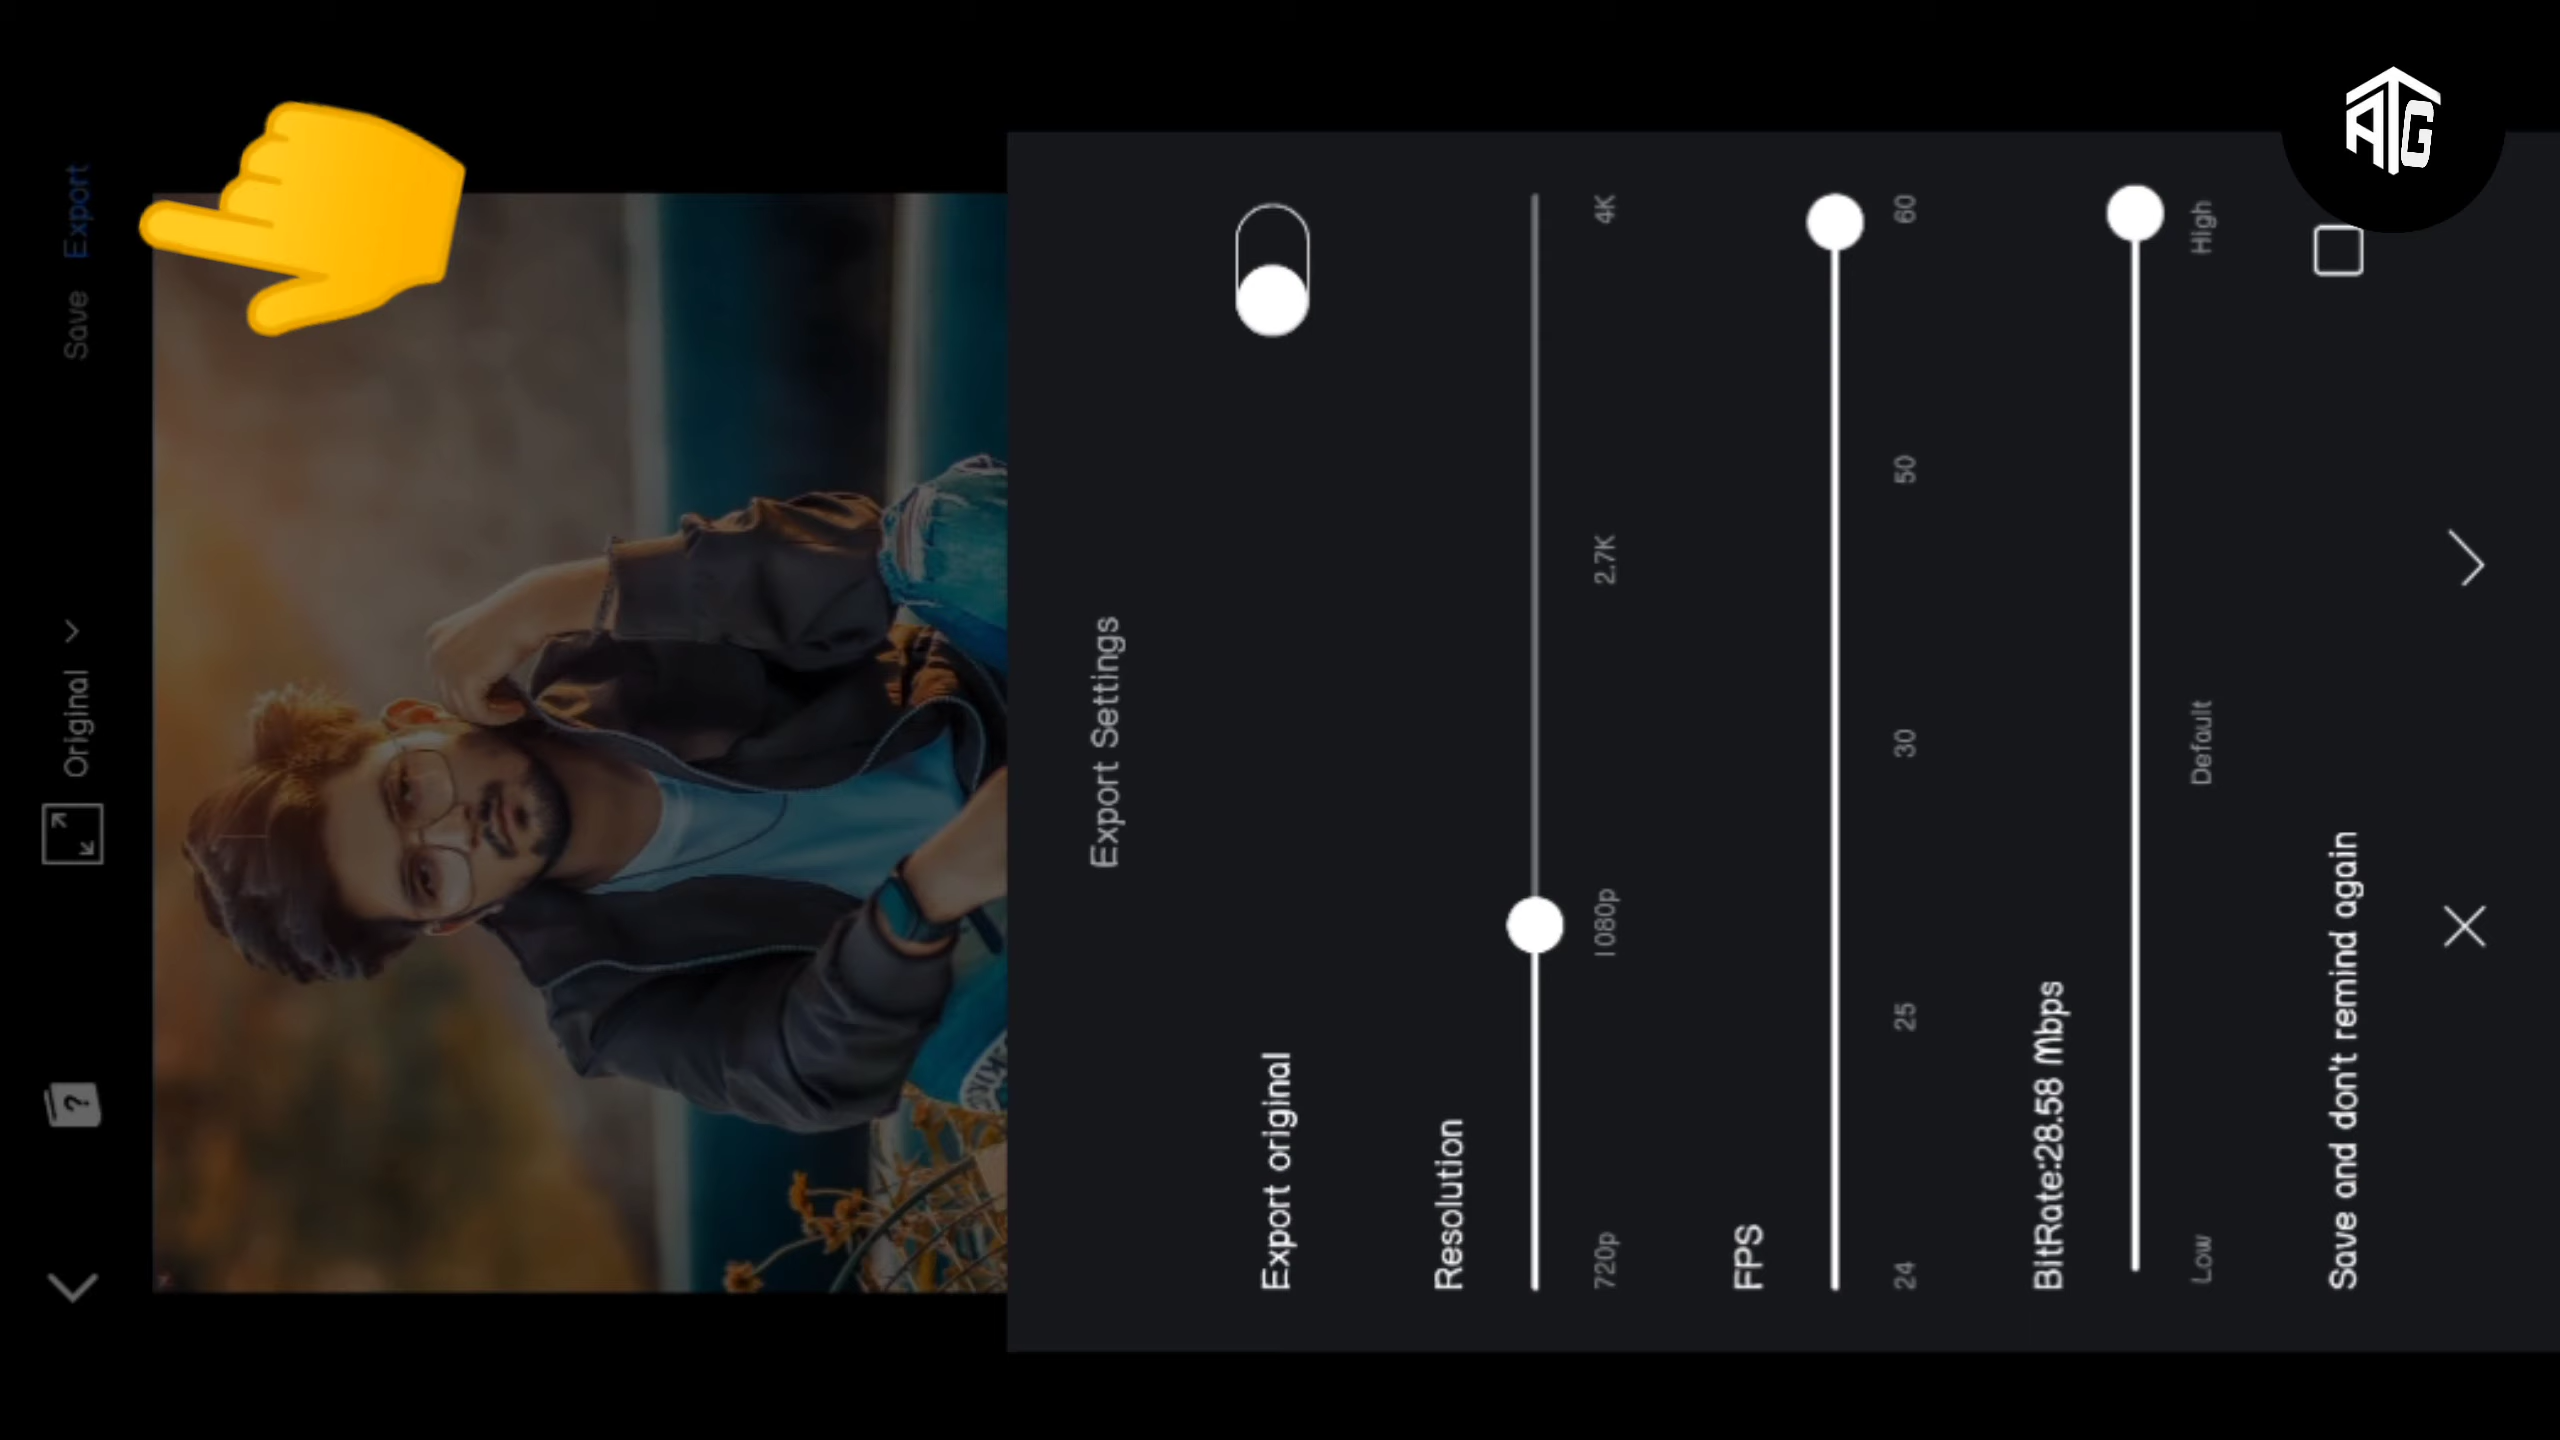 Original
Save
Export
Export Settings
Export original
Resolution
720p
1080p
2.7K
4K
FPS
24
25
30
50
60
BitRate:28.58 Mbps
Low
Default
High
Save and don't remind again
?
ATG